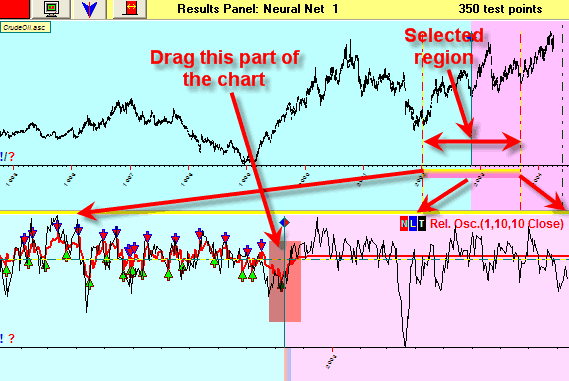 Results Panel: Neural Net 1
350 test points
CrudeOil.asc
Drag this part of
the chart
Selected
region
!/?
NLT Rel. Osc.(1,10,10 Close)
! ?